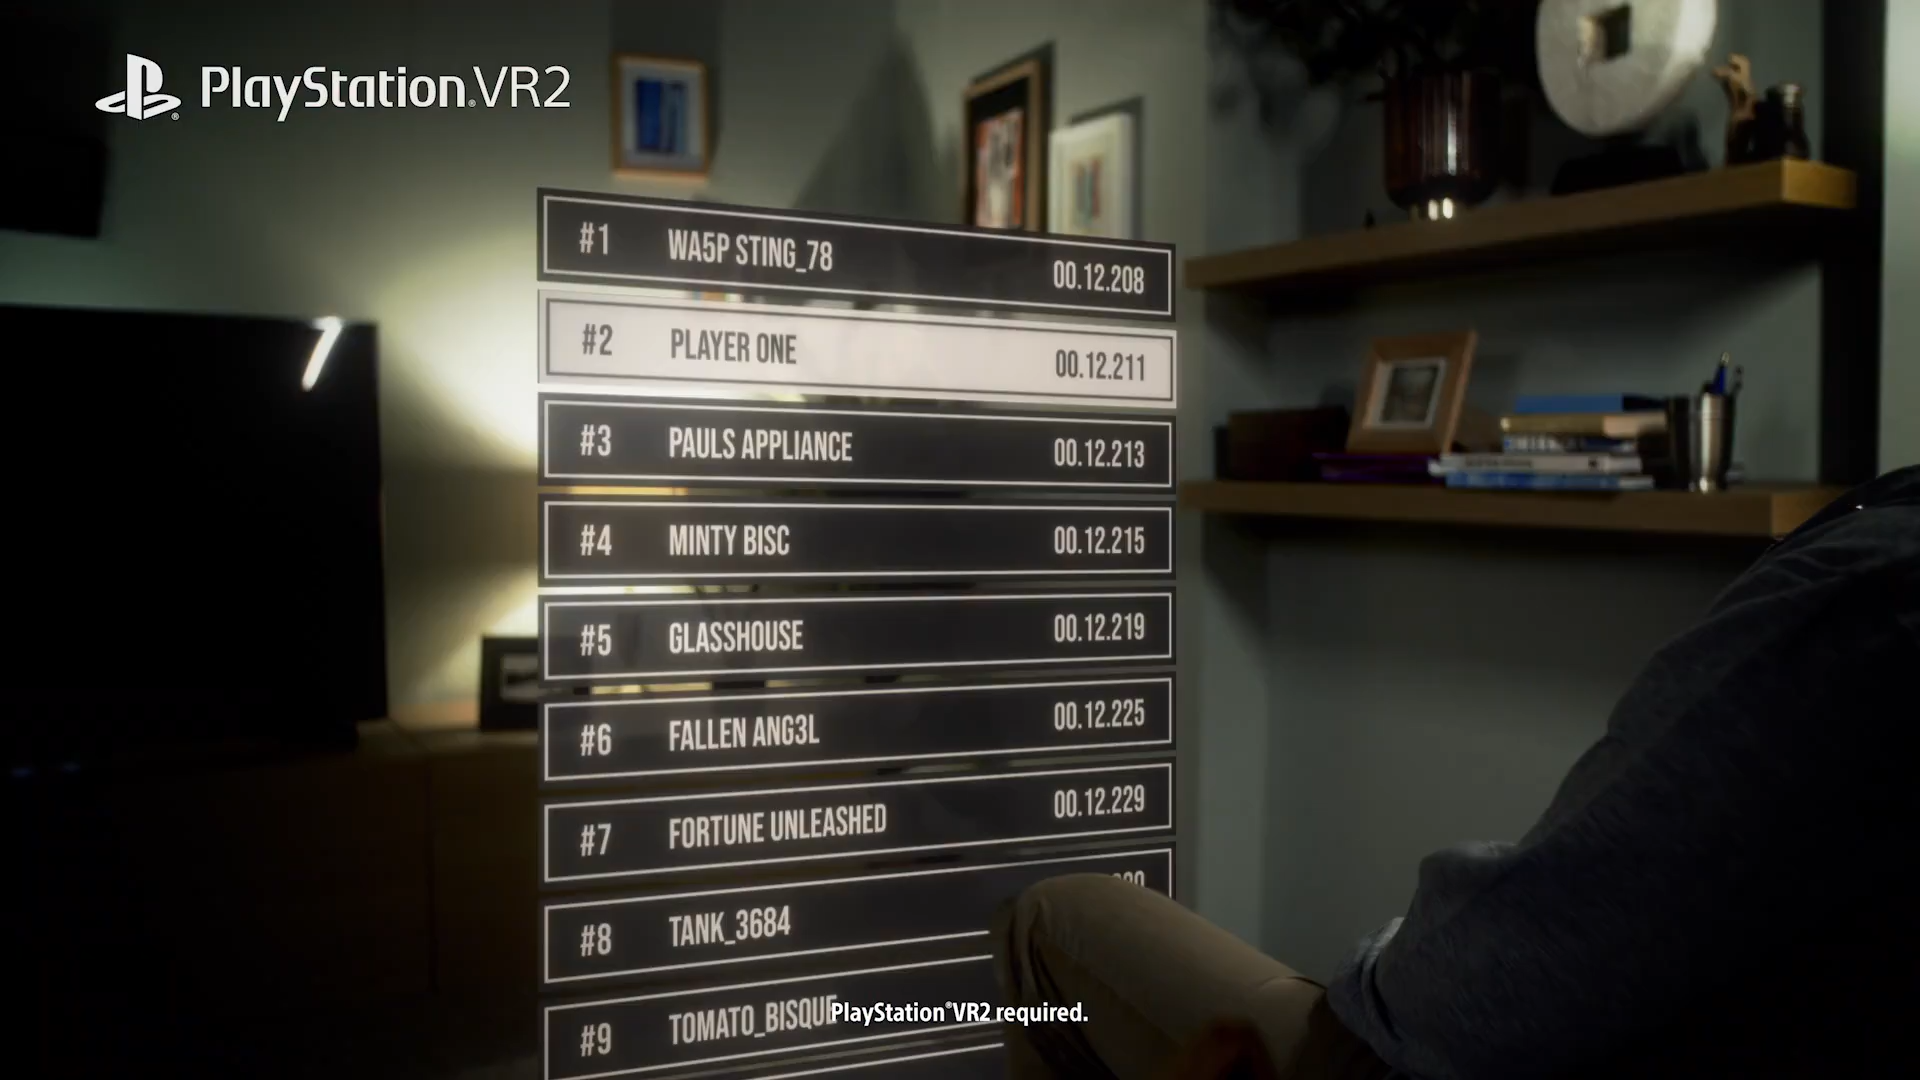 PlayStation®VR2
#1 WA5P STING_78 00.12.208
#2 PLAYER ONE 00.12.211
#3 PAULS APPLIANCE 00.12.213
#4 MINTY BISC 00.12.215
#5 GLASSHOUSE 00.12.219
#6 FALLEN ANG3L 00.12.225
#7 FORTUNE UNLEASHED 00.12.229
#8 TANK_3684
#9 TOMATO_BISQUE
PlayStation®VR2 required.